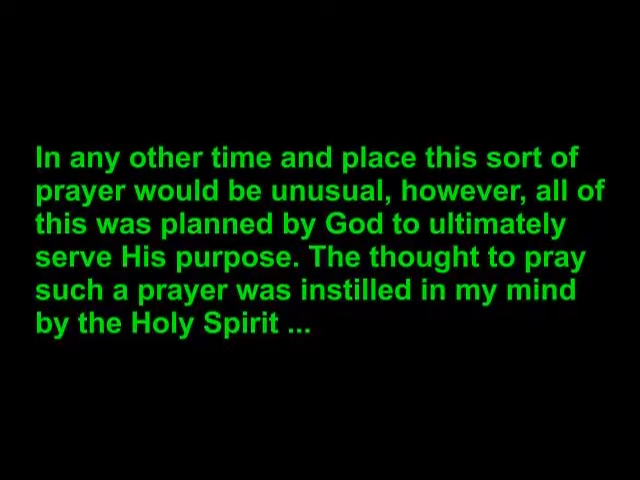 In any other time and place this sort of
prayer would be unusual, however, all of
this was planned by God to ultimately
serve His purpose. The thought to pray
such a prayer was instilled in my mind
by the Holy Spirit ...